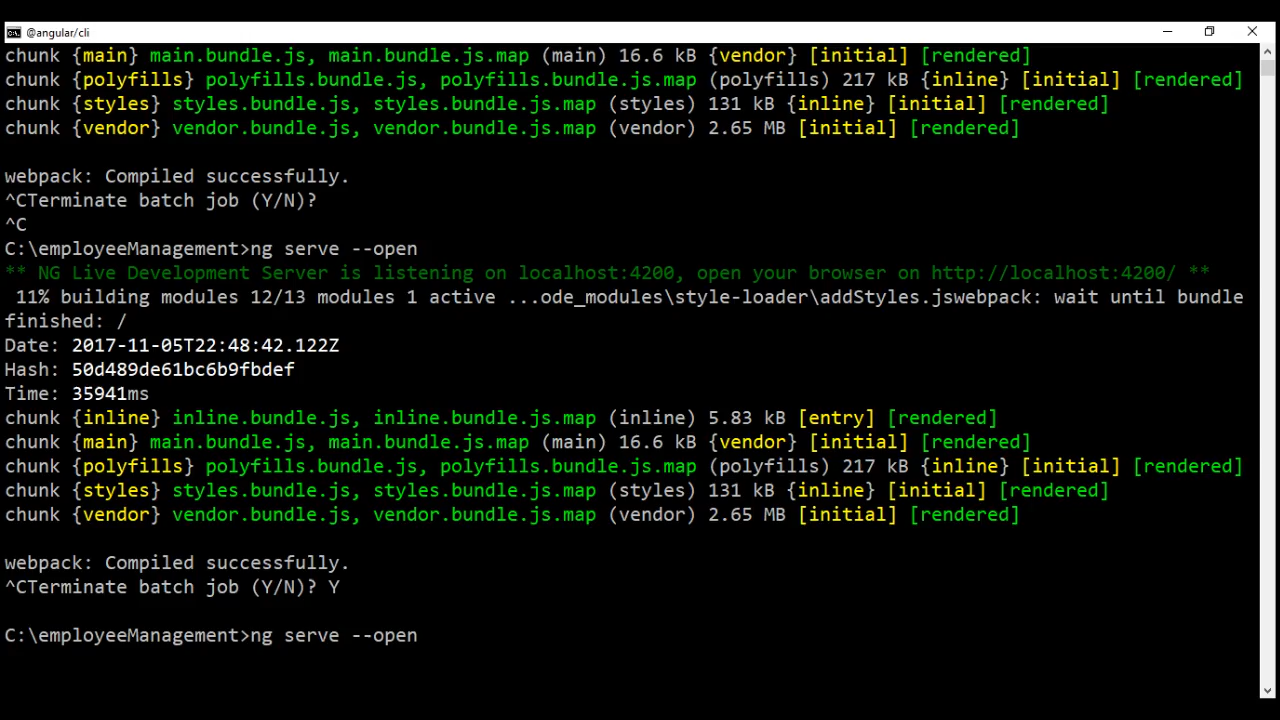 @angular/cli
chunk {main} main.bundle.js, main.bundle.js.map (main) 16.6 kB {vendor} [initial] [rendered]
chunk {polyfills} polyfills.bundle.js, polyfills.bundle.js.map (polyfills) 217 kB {inline} [initial] [rendered]
chunk {styles} styles.bundle.js, styles.bundle.js.map (styles) 131 kB {inline} [initial] [rendered]
chunk {vendor} vendor.bundle.js, vendor.bundle.js.map (vendor) 2.65 MB [initial] [rendered]
webpack: Compiled successfully.
^CTerminate batch job (Y/N)?
^C
C:\employeeManagement>ng serve --open
** NG Live Development Server is listening on localhost:4200, open your browser on http://localhost:4200/ **
11% building modules 12/13 modules 1 active ...ode_modules\style-loader\addStyles.jswebpack: wait until bundle
finished: /
Date: 2017-11-05T22:48:42.122Z
Hash: 50d489de61bc6b9fbdef
Time: 35941ms
chunk {inline} inline.bundle.js, inline.bundle.js.map (inline) 5.83 kB [entry] [rendered]
chunk {main} main.bundle.js, main.bundle.js.map (main) 16.6 kB {vendor} [initial] [rendered]
chunk {polyfills} polyfills.bundle.js, polyfills.bundle.js.map (polyfills) 217 kB {inline} [initial] [rendered]
chunk {styles} styles.bundle.js, styles.bundle.js.map (styles) 131 kB {inline} [initial] [rendered]
chunk {vendor} vendor.bundle.js, vendor.bundle.js.map (vendor) 2.65 MB [initial] [rendered]
webpack: Compiled successfully.
^CTerminate batch job (Y/N)? Y
C:\employeeManagement>ng serve --open